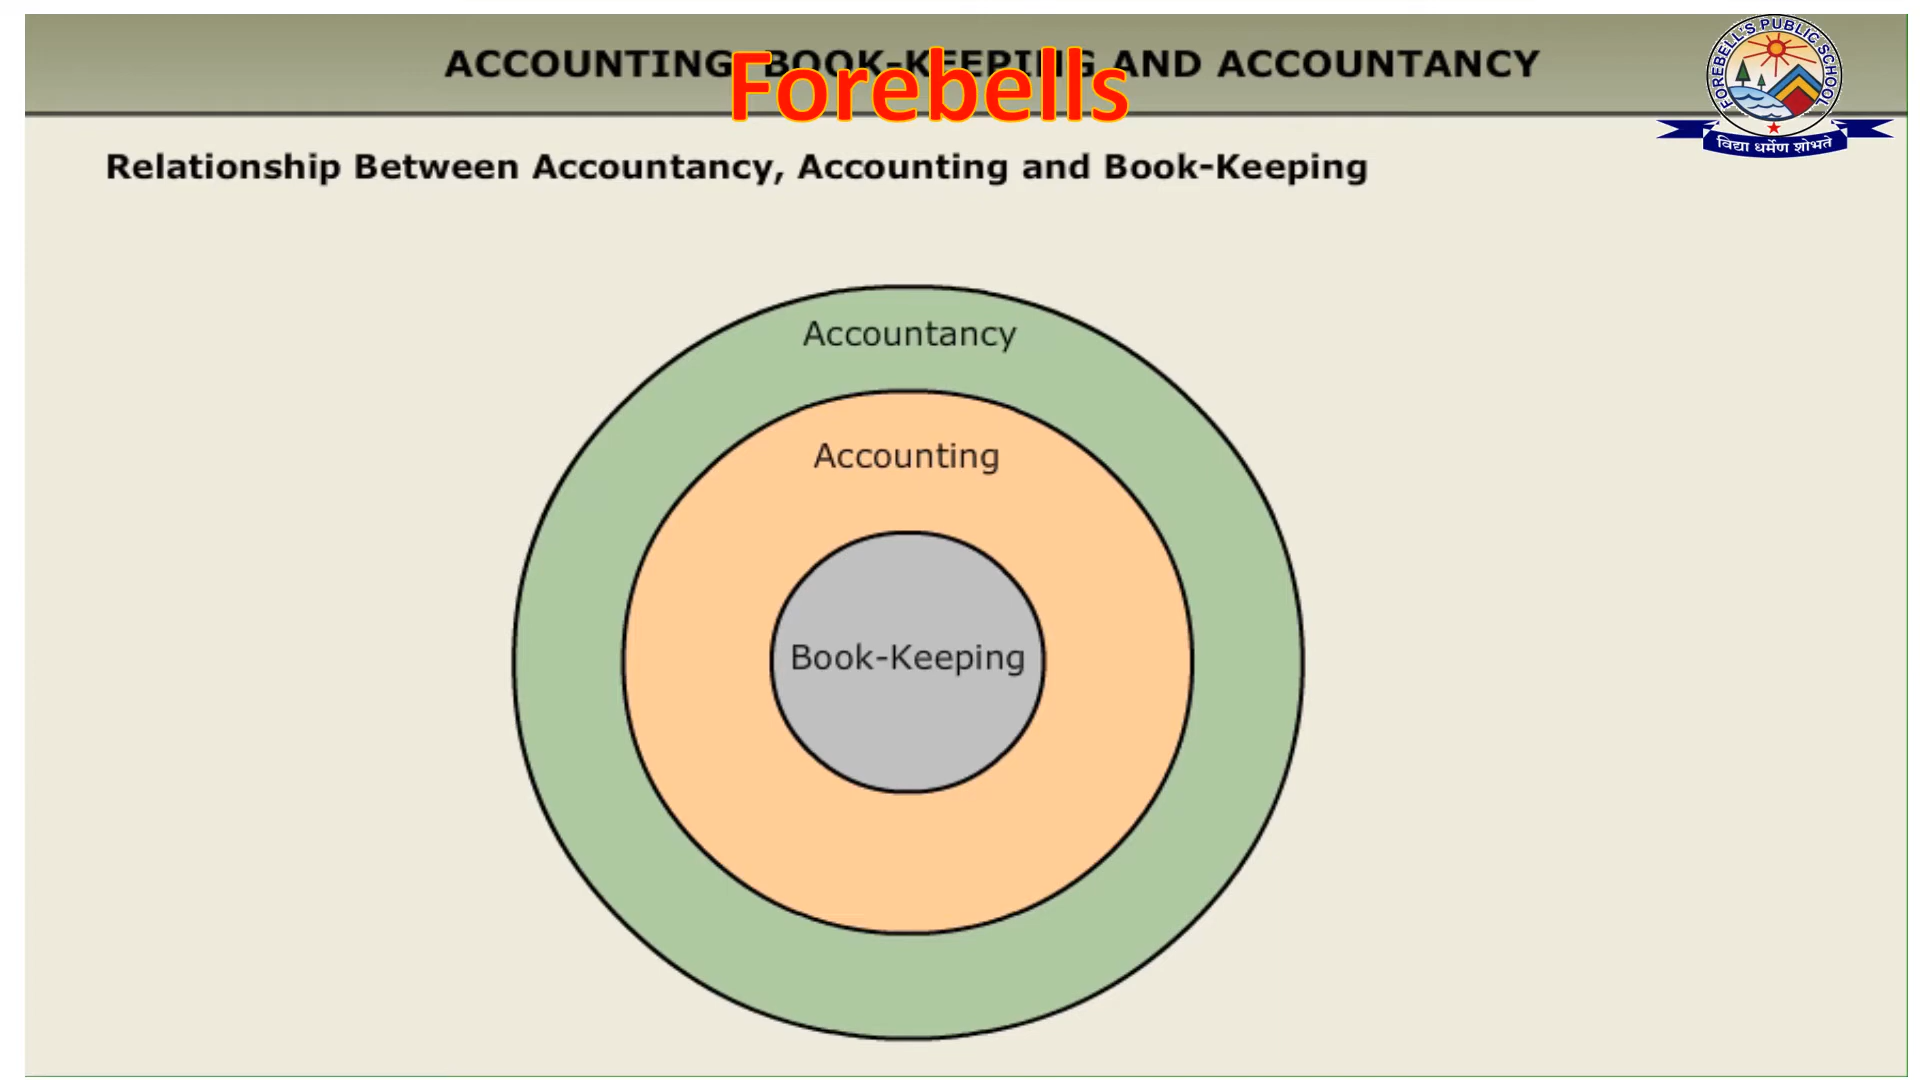 ACCOUNTING, BOOK-KEEPING AND ACCOUNTANCY
Forebells
FOREBELL'S PUBLIC SCHOOL
विद्या धर्मेण शोभते
Relationship Between Accountancy, Accounting and Book-Keeping
Accountancy
Accounting
Book-Keeping